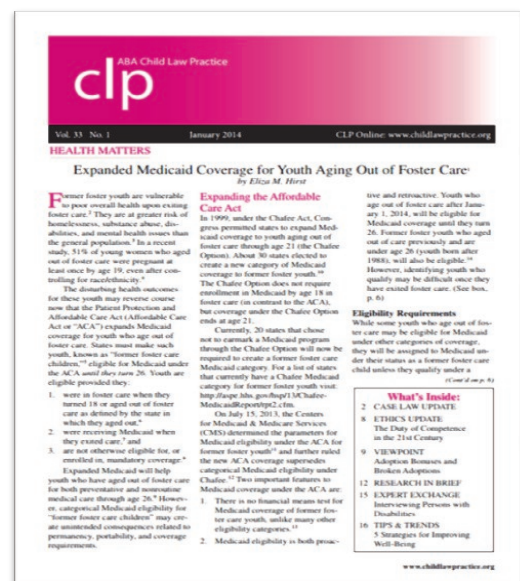 ABA Child Law Practice
clp
Vol. 33 No. 1 January 2014 CLP Online: www.childlawpractice.org
HEALTH MATTERS
Expanded Medicaid Coverage for Youth Aging Out of Foster Care¹
by Eliza M. Hirst
Former foster youth are vulnerable
to poor overall health upon exiting
foster care.² They are at greater risk of
homelessness, substance abuse, dis-
abilities, and mental health issues than
the general population.³ In a recent
study, 51% of young women who aged
out of foster care were pregnant at
least once by age 19, even after con-
trolling for race/ethnicity.⁴
The disturbing health outcomes
for these youth may reverse course
now that the Patient Protection and
Affordable Care Act (Affordable Care
Act or “ACA”) expands Medicaid
coverage for youth who age out of
foster care. States must make such
youth, known as “former foster care
children,”⁵ eligible for Medicaid under
the ACA until they turn 26. Youth are
eligible provided they:
1. were in foster care when they
turned 18 or aged out of foster
care as defined by the state in
which they aged out,⁶
2. were receiving Medicaid when
they exited care,⁷ and
3. are not otherwise eligible for, or
enrolled in, mandatory coverage.⁸
Expanded Medicaid will help
youth who have aged out of foster care
for both preventative and nonroutine
medical care through age 26.⁹ Howev-
er, categorical Medicaid eligibility for
“former foster care children” may cre-
ate unintended consequences related to
permanency, portability, and coverage
requirements.
Expanding the Affordable
Care Act
In 1999, under the Chafee Act, Con-
gress permitted states to expand Medi-
caid coverage to youth aging out of
foster care through age 21 (the Chafee
Option). About 30 states elected to
create a new category of Medicaid
coverage to former foster youth.¹⁰
The Chafee Option does not require
enrollment in Medicaid by age 18 in
foster care (in contrast to the ACA),
but coverage under the Chafee Option
ends at age 21.
Currently, 20 states that chose
not to earmark a Medicaid program
through the Chafee Option will now be
required to create a former foster care
Medicaid category. For a list of states
that currently have a Chafee Medicaid
category for former foster youth visit:
http://aspe.hhs.gov/hsp/13/Chafee-
MedicaidReport/rpt2.cfm.
On July 15, 2013, the Centers
for Medicaid & Medicare Services
(CMS) determined the parameters for
Medicaid eligibility under the ACA for
former foster youth¹¹ and further ruled
the new ACA coverage supersedes
categorical Medicaid eligibility under
Chafee.¹² Two important features to
Medicaid coverage under the ACA are:
1. There is no financial means test for
Medicaid coverage of former fos-
ter care youth, unlike many other
eligibility categories.¹³
2. Medicaid eligibility is both proac-
tive and retroactive. Youth who
age out of foster care after Janu-
ary 1, 2014, will be eligible for
Medicaid coverage until they turn
26. Former foster youth who aged
out of care previously and are
under age 26 (youth born after
1988), will also be eligible.¹⁴
However, identifying youth who
qualify may be difficult once they
have exited foster care. (See box,
p. 6)
Eligibility Requirements
While some youth who age out of fos-
ter care may be eligible for Medicaid
under other categories of coverage,
they will be assigned to Medicaid un-
der their status as a former foster care
child unless they qualify under a
(Cont'd on p. 6)
What's Inside:
2 CASE LAW UPDATE
8 ETHICS UPDATE
The Duty of Competence
in the 21st Century
9 VIEWPOINT
Adoption Bonuses and
Broken Adoptions
12 RESEARCH IN BRIEF
15 EXPERT EXCHANGE
Interviewing Persons with
Disabilities
16 TIPS & TRENDS
5 Strategies for Improving
Well-Being
www.childlawpractice.org